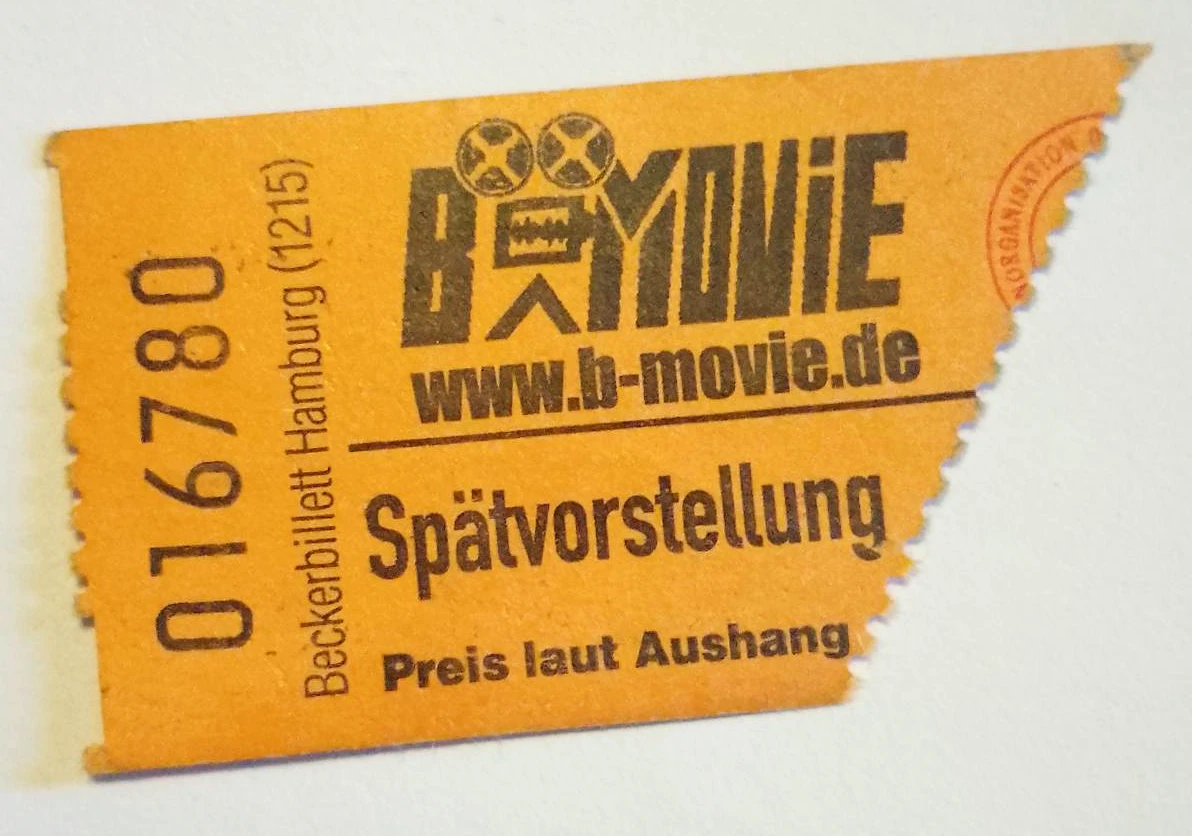 016780
Beckerbillett Hamburg (1215)
B-MOViE
www.b-movie.de
Spätvorstellung
Preis laut Aushang